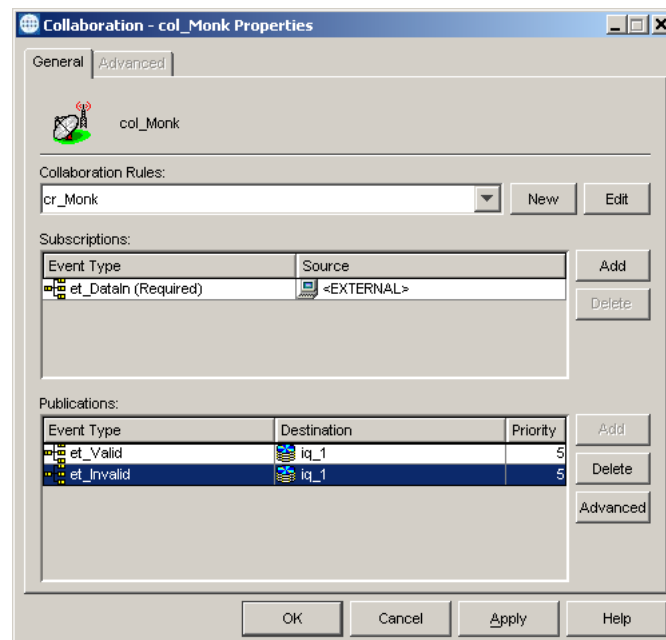 Collaboration - col_Monk Properties
General Advanced
col_Monk
Collaboration Rules:
cr_Monk New Edit
Subscriptions:
Event Type Source Add
et_DataIn (Required) <EXTERNAL>
Delete
Publications:
Event Type Destination Priority Add
et_Valid iq_1 5
et_Invalid iq_1 5 Delete
Advanced
OK Cancel Apply Help